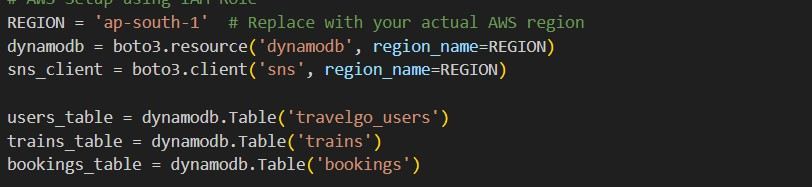 # AWS Setup using IAM Role
REGION = 'ap-south-1'  # Replace with your actual AWS region
dynamodb = boto3.resource('dynamodb', region_name=REGION)
sns_client = boto3.client('sns', region_name=REGION)
users_table = dynamodb.Table('travelgo_users')
trains_table = dynamodb.Table('trains')
bookings_table = dynamodb.Table('bookings')